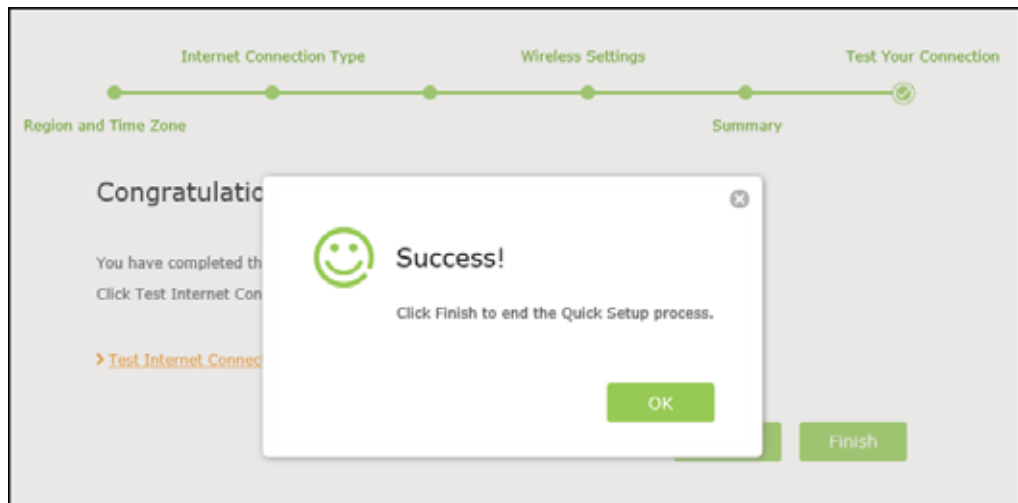 Internet Connection Type
Wireless Settings
Test Your Connection
Region and Time Zone
Summary
Congratulatio
You have completed th
Click Test Internet Con
Test Internet Connec
Success!
Click Finish to end the Quick Setup process.
OK
Finish